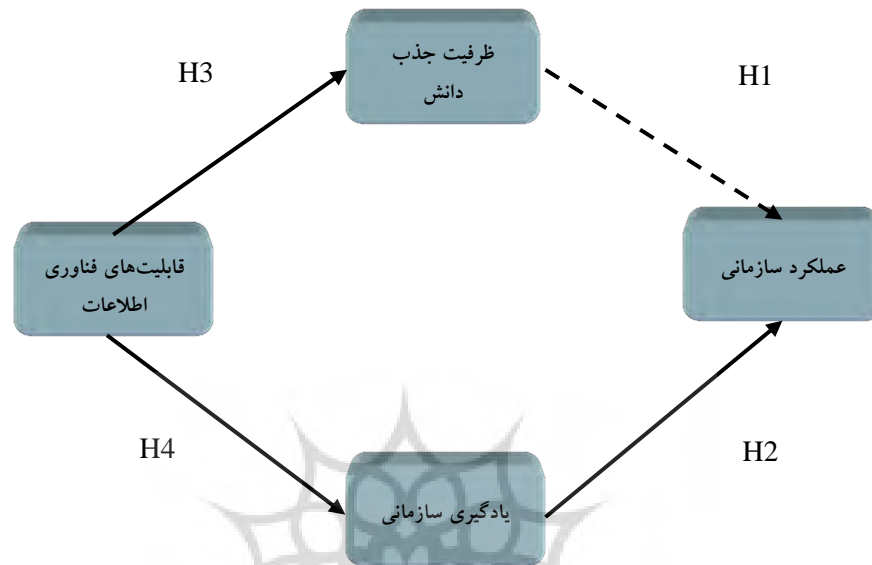 ظرفیت جذب
دانش
H3
H1
قابلیت‌های فناوری
اطلاعات
عملکرد سازمانی
H4
H2
یادگیری سازمانی